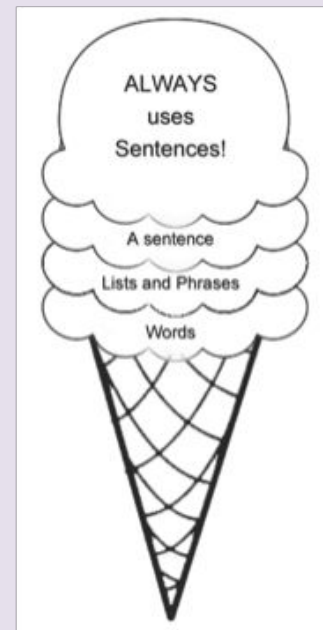 ALWAYS
uses
Sentences!
A sentence
Lists and Phrases
Words